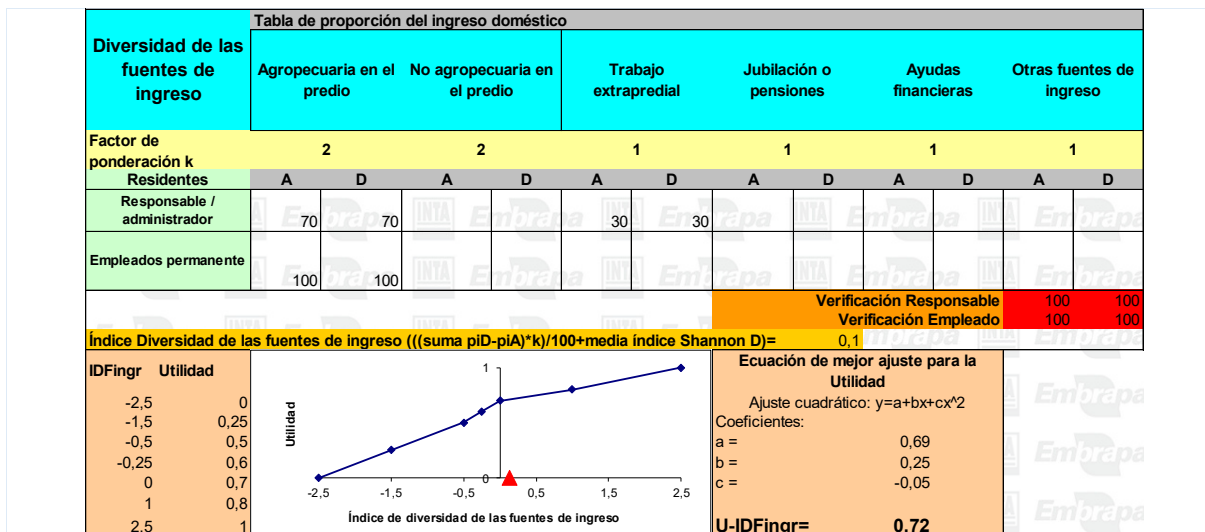 Tabla de proporción del ingreso doméstico
Diversidad de las fuentes de ingreso
Agropecuaria en el predio
No agropecuaria en el predio
Trabajo extrapredial
Jubilación o pensiones
Ayudas financieras
Otras fuentes de ingreso
Factor de ponderación k 2 2 1 1 1 1
Residentes A D A D A D A D A D A D
Responsable / administrador 70 70 30 30
Empleados permanente 100 100
Verificación Responsable 100 100
Verificación Empleado 100 100
Índice Diversidad de las fuentes de ingreso (((suma piD-piA)*k)/100+media índice Shannon D)= 0,1
IDFingr Utilidad
-2,5 0
-1,5 0,25
-0,5 0,5
-0,25 0,6
0 0,7
1 0,8
2,5 1
Utilidad
1
0
-2,5 -1,5 -0,5 0,5 1,5 2,5
Índice de diversidad de las fuentes de ingreso
Ecuación de mejor ajuste para la Utilidad
Ajuste cuadrático: y=a+bx+cx^2
Coeficientes:
a = 0,69
b = 0,25
c = -0,05
U-IDFingr= 0,72
INTA Embrapa